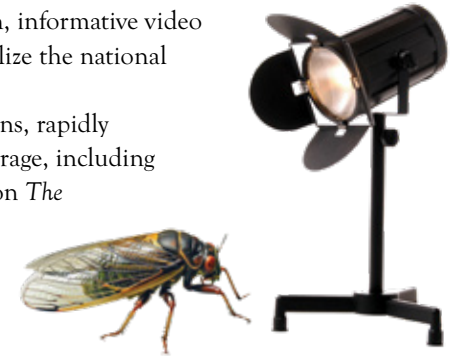 n, informative video
lize the national
ns, rapidly
rage, including
on The